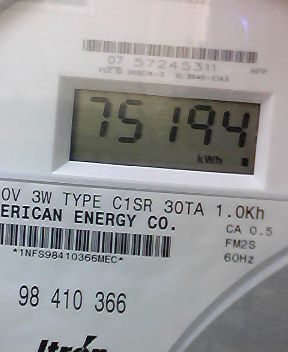 07 57245311
75194
kWh
0V 3W TYPE C1SR 30TA 1.0Kh
ERICAN ENERGY CO.
CA 0.5
FM2S
*1NFS98410366MEC*
60Hz
98 410 366
Itrón